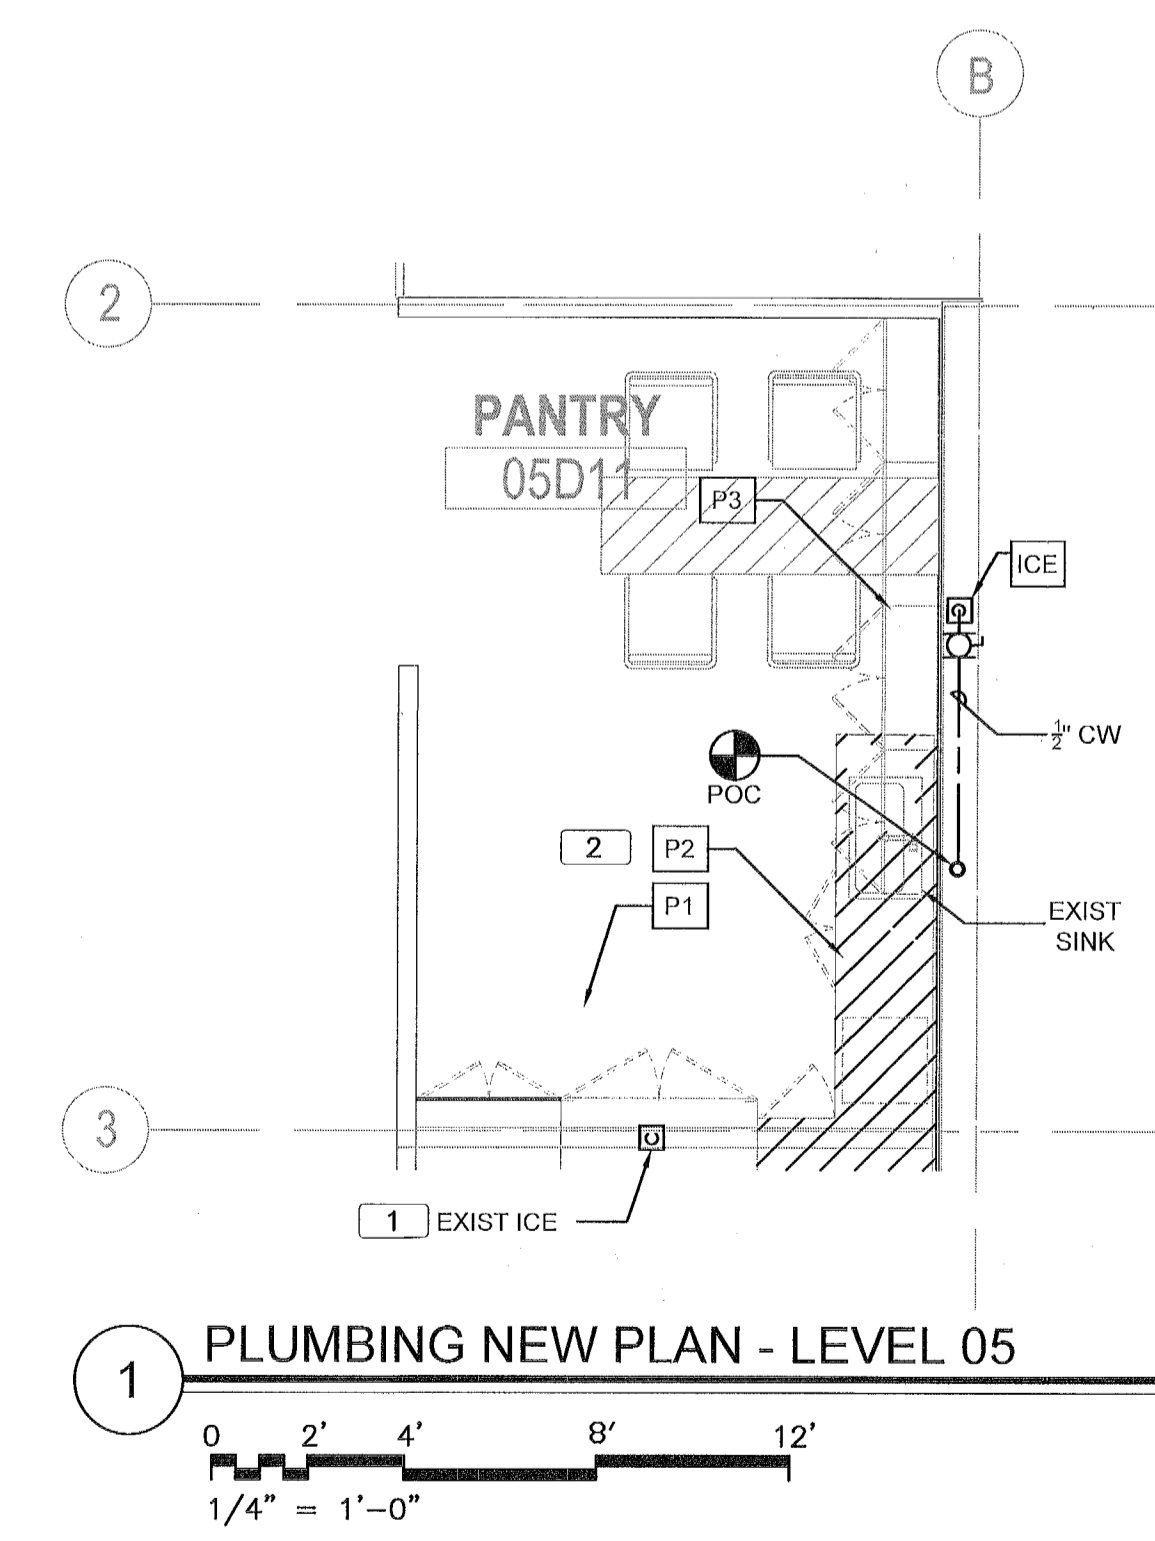 B
2
PANTRY
05D11
P3
ICE
1/2" CW
POC
2 P2
P1
EXIST
SINK
3
1 EXIST ICE
1 PLUMBING NEW PLAN - LEVEL 05
0 2' 4' 8' 12'
1/4" = 1'-0"